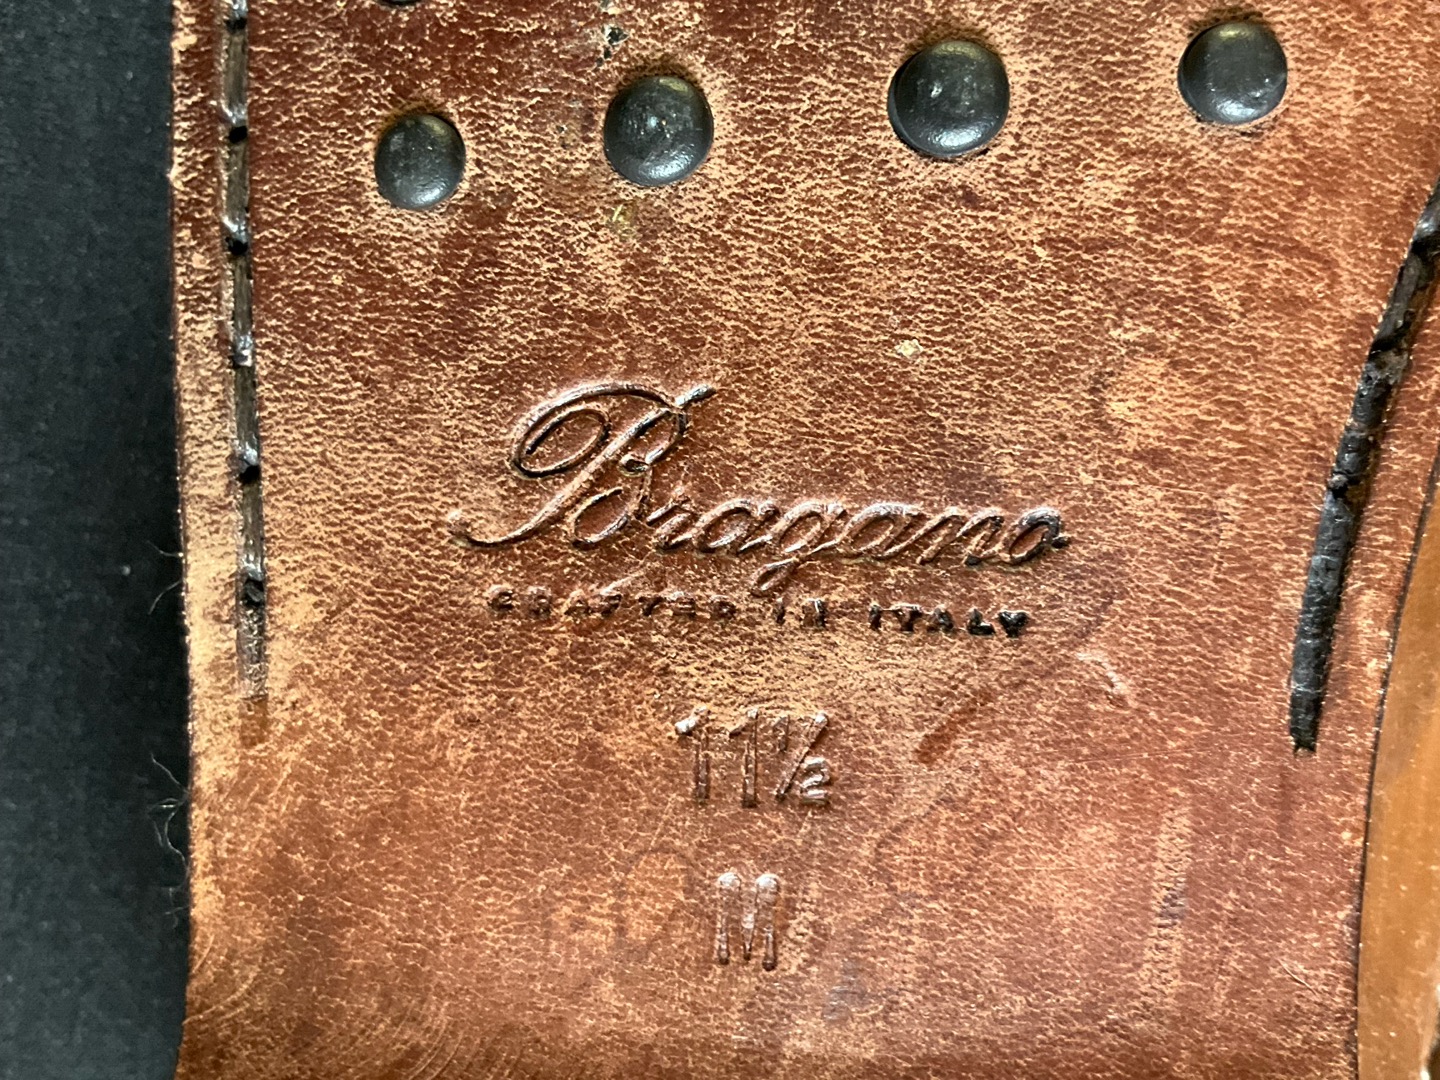 Bragano
CRAFTED IN ITALY
11½
M